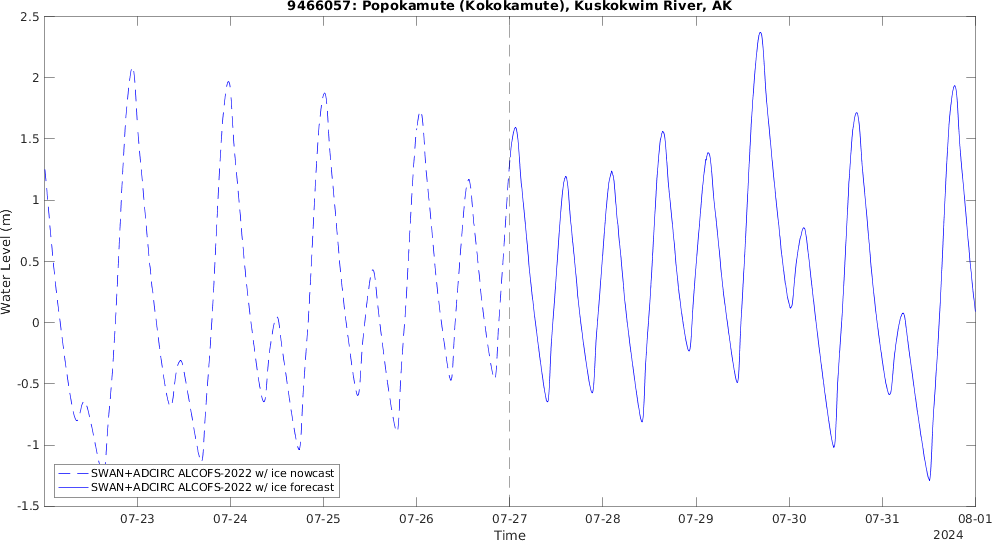 9466057: Popokamute (Kokokamute), Kuskokwim River, AK
2.5
2
1.5
1
0.5
0
-0.5
-1
-1.5
Water Level (m)
SWAN+ADCIRC ALCOFS-2022 w/ ice nowcast
SWAN+ADCIRC ALCOFS-2022 w/ ice forecast
07-23 07-24 07-25 07-26 07-27 07-28 07-29 07-30 07-31 08-01
Time
2024